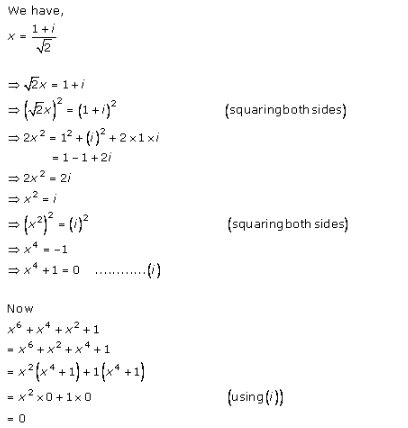 We have,
x = (1 + i)/√2
⇒ √2x = 1 + i
⇒ (√2x)² = (1 + i)² (squaring both sides)
⇒ 2x² = 1² + (i)² + 2 × 1 × i
= 1 − 1 + 2i
⇒ 2x² = 2i
⇒ x² = i
⇒ (x²)² = (i)² (squaring both sides)
⇒ x⁴ = −1
⇒ x⁴ + 1 = 0 ............(i)
Now
x⁶ + x⁴ + x² + 1
= x⁶ + x² + x⁴ + 1
= x²(x⁴ + 1) + 1(x⁴ + 1)
= x² × 0 + 1 × 0 (using(i))
= 0